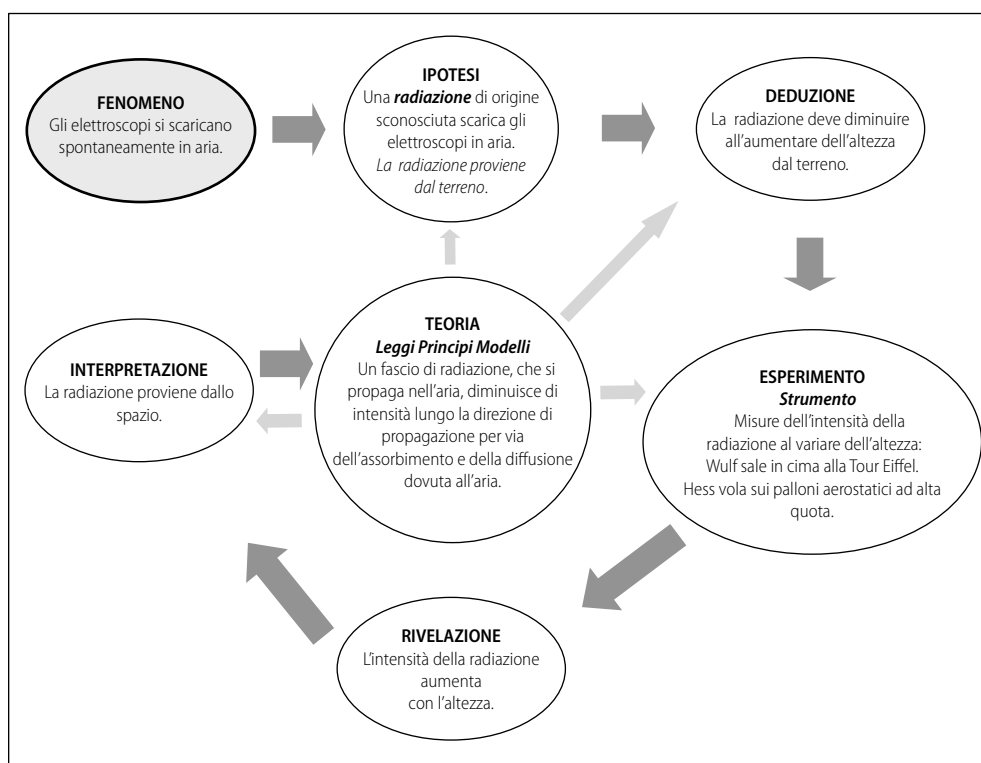 FENOMENO
Gli elettroscopi si scaricano
spontaneamente in aria.
IPOTESI
Una radiazione di origine
sconosciuta scarica gli
elettroscopi in aria.
La radiazione proviene
dal terreno.
DEDUZIONE
La radiazione deve diminuire
all'aumentare dell'altezza
dal terreno.
INTERPRETAZIONE
La radiazione proviene dallo
spazio.
TEORIA
Leggi Principi Modelli
Un fascio di radiazione, che si
propaga nell'aria, diminuisce di
intensità lungo la direzione di
propagazione per via
dell'assorbimento e della diffusione
dovuta all'aria.
ESPERIMENTO
Strumento
Misure dell'intensità della
radiazione al variare dell'altezza:
Wulf sale in cima alla Tour Eiffel.
Hess vola sui palloni aerostatici ad alta
quota.
RIVELAZIONE
L'intensità della radiazione
aumenta
con l'altezza.